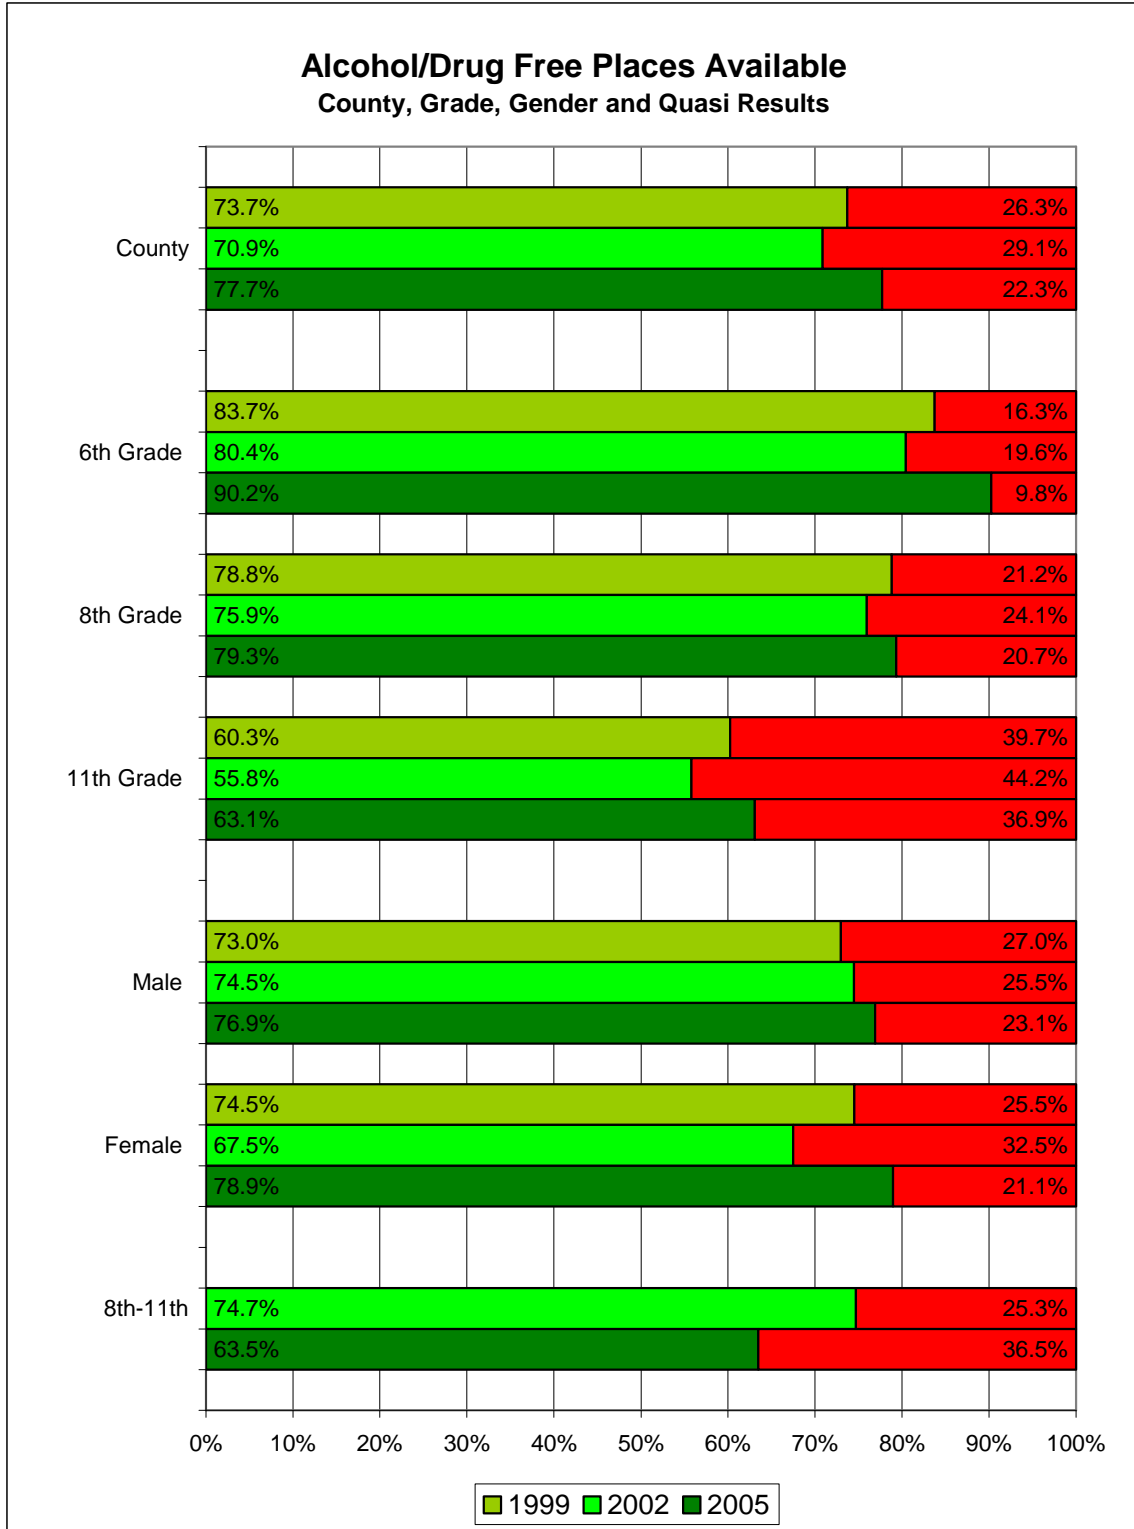 Alcohol/Drug Free Places Available
County, Grade, Gender and Quasi Results
73.7% 26.3%
County 70.9% 29.1%
77.7% 22.3%
83.7% 16.3%
6th Grade 80.4% 19.6%
90.2% 9.8%
78.8% 21.2%
8th Grade 75.9% 24.1%
79.3% 20.7%
60.3% 39.7%
11th Grade 55.8% 44.2%
63.1% 36.9%
73.0% 27.0%
Male 74.5% 25.5%
76.9% 23.1%
74.5% 25.5%
Female 67.5% 32.5%
78.9% 21.1%
8th-11th 74.7% 25.3%
63.5% 36.5%
0% 10% 20% 30% 40% 50% 60% 70% 80% 90% 100%
1999 2002 2005